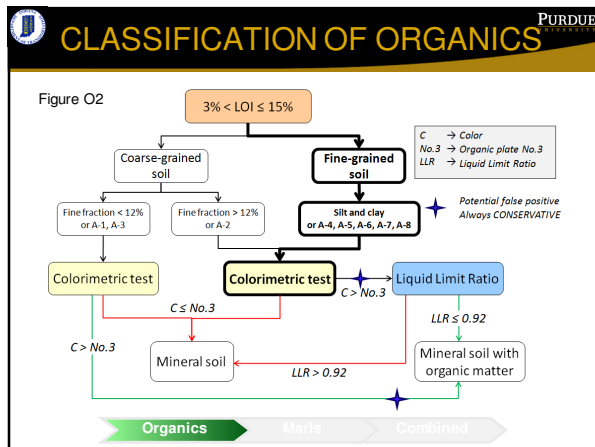 PURDUE
UNIVERSITY
CLASSIFICATION OF ORGANICS
Figure O2
3% < LOI ≤ 15%
C → Color
No.3 → Organic plate No.3
LLR → Liquid Limit Ratio
Coarse-grained
soil
Fine-grained
soil
Fine fraction < 12%
or A-1, A-3
Fine fraction > 12%
or A-2
Silt and clay
or A-4, A-5, A-6, A-7, A-8
Potential false positive
Always CONSERVATIVE
Colorimetric test
Colorimetric test
C > No.3
Liquid Limit Ratio
C ≤ No.3
LLR ≤ 0.92
C > No.3
Mineral soil
LLR > 0.92
Mineral soil with
organic matter
Organics
Marls
Combined